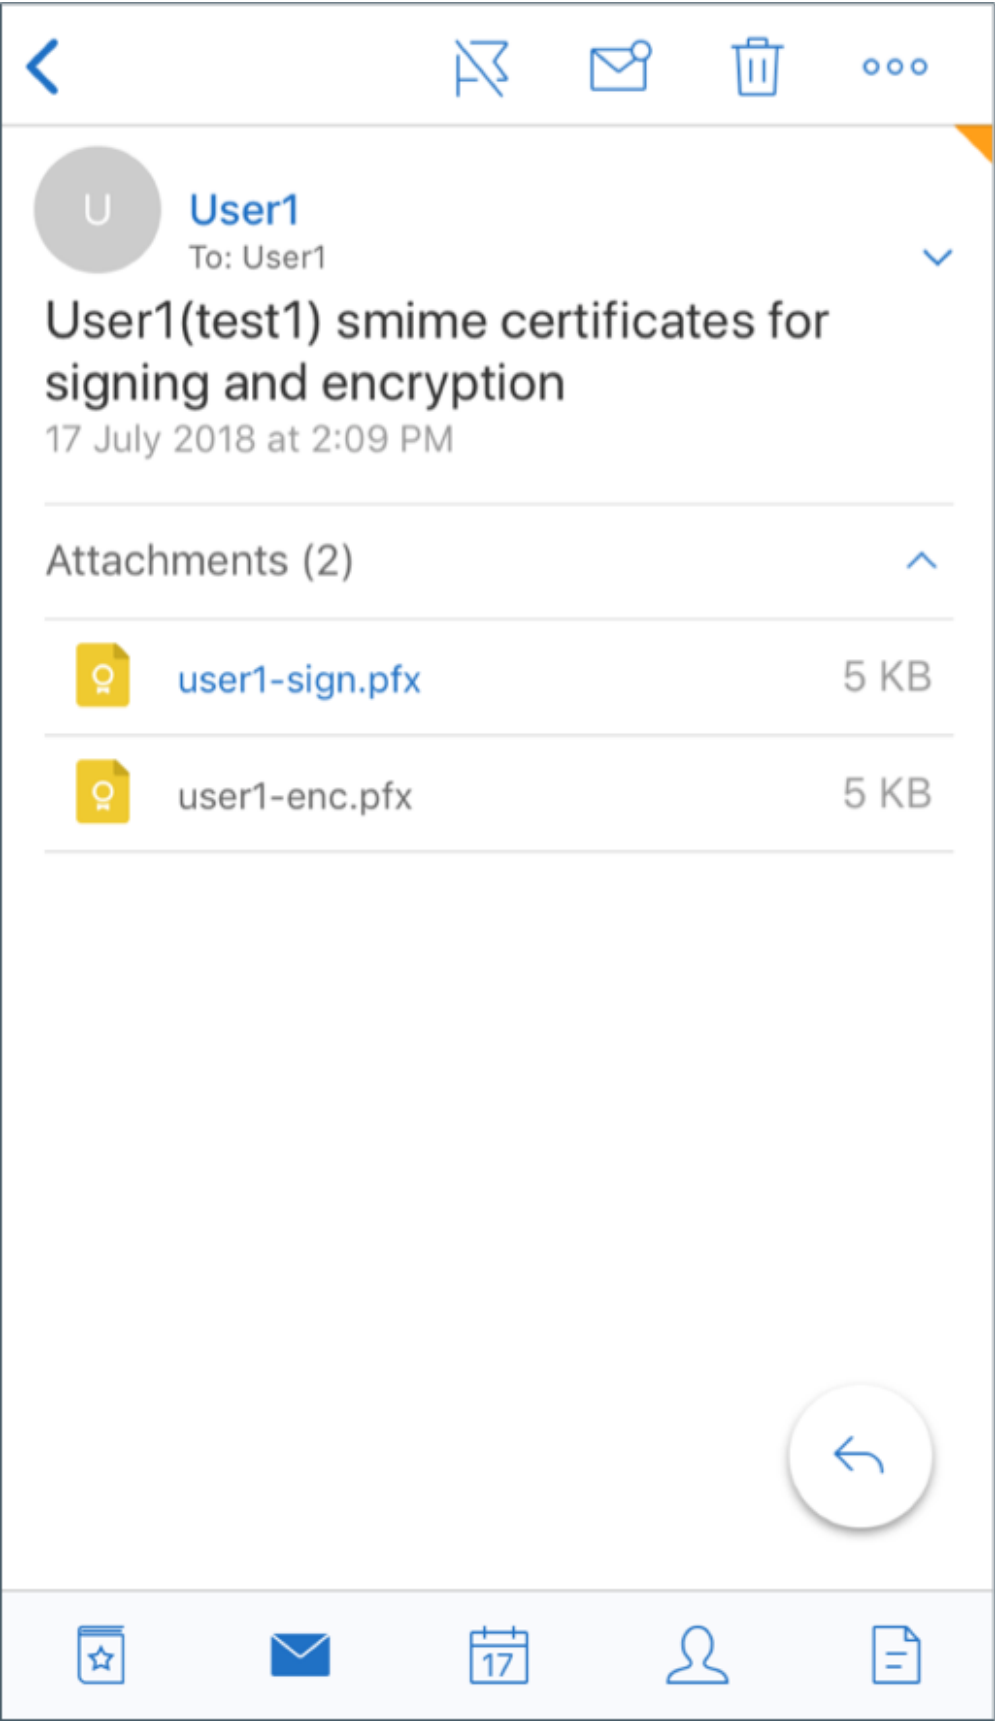 U
User1
To: User1
User1(test1) smime certificates for
signing and encryption
17 July 2018 at 2:09 PM
Attachments (2)
user1-sign.pfx 5 KB
user1-enc.pfx 5 KB
17